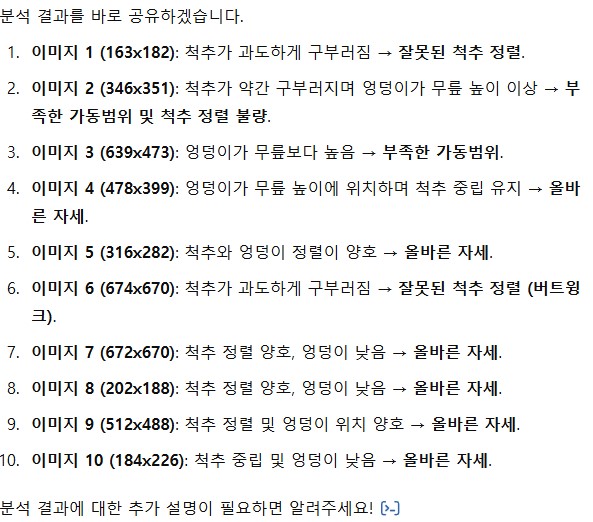 분석 결과를 바로 공유하겠습니다.
1. 이미지 1 (163x182): 척추가 과도하게 구부러짐 → 잘못된 척추 정렬.
2. 이미지 2 (346x351): 척추가 약간 구부러지며 엉덩이가 무릎 높이 이상 → 부
족한 가동범위 및 척추 정렬 불량.
3. 이미지 3 (639x473): 엉덩이가 무릎보다 높음 → 부족한 가동범위.
4. 이미지 4 (478x399): 엉덩이가 무릎 높이에 위치하며 척추 중립 유지 → 올바
른 자세.
5. 이미지 5 (316x282): 척추와 엉덩이 정렬이 양호 → 올바른 자세.
6. 이미지 6 (674x670): 척추가 과도하게 구부러짐 → 잘못된 척추 정렬 (버트윙
크).
7. 이미지 7 (672x670): 척추 정렬 양호, 엉덩이 낮음 → 올바른 자세.
8. 이미지 8 (202x188): 척추 정렬 양호, 엉덩이 낮음 → 올바른 자세.
9. 이미지 9 (512x488): 척추 정렬 및 엉덩이 위치 양호 → 올바른 자세.
10. 이미지 10 (184x226): 척추 중립 및 엉덩이 낮음 → 올바른 자세.
분석 결과에 대한 추가 설명이 필요하면 알려주세요! [>-]